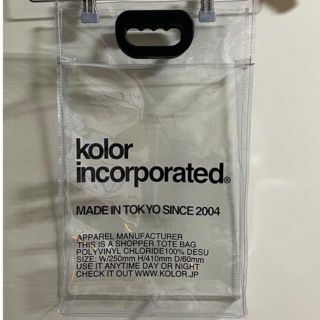 kolor
incorporated®
MADE IN TOKYO SINCE 2004
APPAREL MANUFACTURER
THIS IS A SHOPPER TOTE BAG
POLYVINYL CHLORIDE100% DESU
SIZE: W/250mm H/410mm D/60mm
USE IT ANYTIME DAY OR NIGHT
CHECK IT OUT WWW.KOLOR.JP